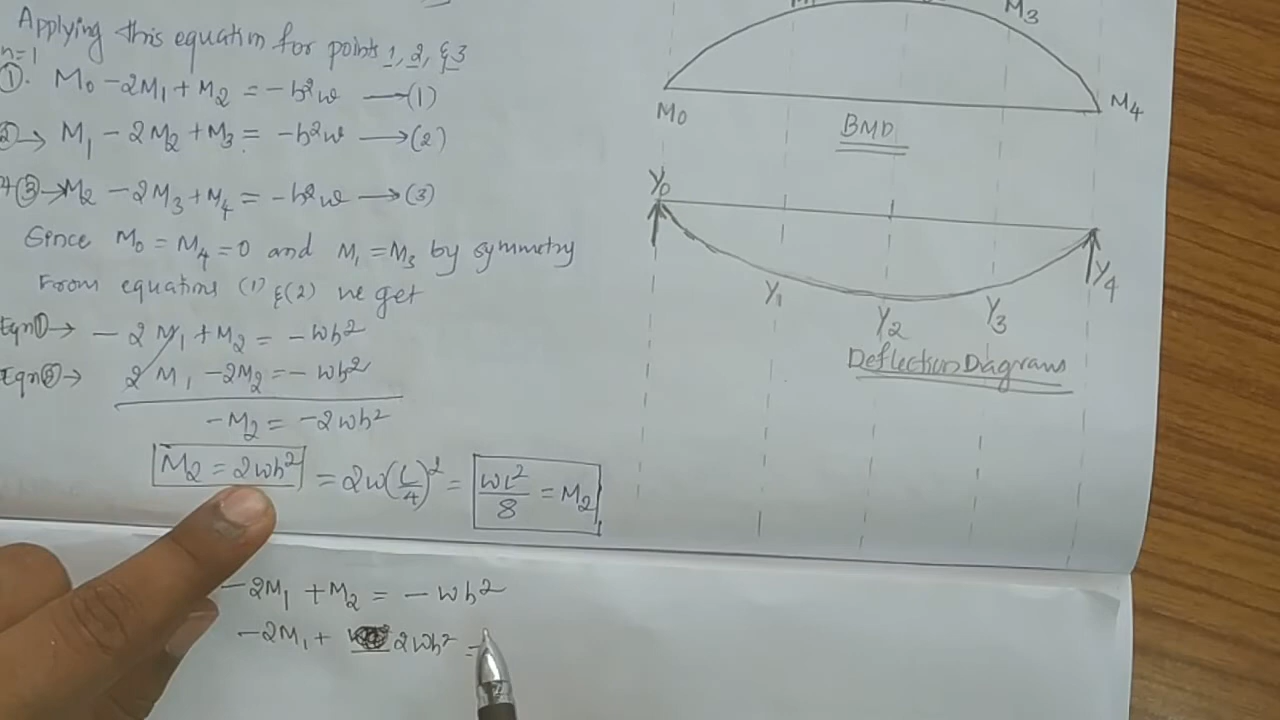 Applying this equation for points 1, 2, & 3
n=1
①. M₀ - 2M₁ + M₂ = -h²w —(1)
②→ M₁ - 2M₂ + M₃ = -h²w →(2)
③→ M₂ - 2M₃ + M₄ = -h²w →(3)
Since M₀ = M₄ = 0 and M₁ = M₃ by symmetry
From equations (1) & (2) we get
Eqn①→ - 2M₁ + M₂ = -wh²
Eqn②→ 2M₁ - 2M₂ = -wh²
-M₂ = -2wh²
M₂ = 2wh² = 2w(L/4)² = wL²/8 = M₂
-2M₁ + M₂ = -wh²
-2M₁ + 2wh² = -
M₃
M₀
M₄
BMD
Y₀
Y₁
Y₂
Y₃
Y₄
Deflection Diagram